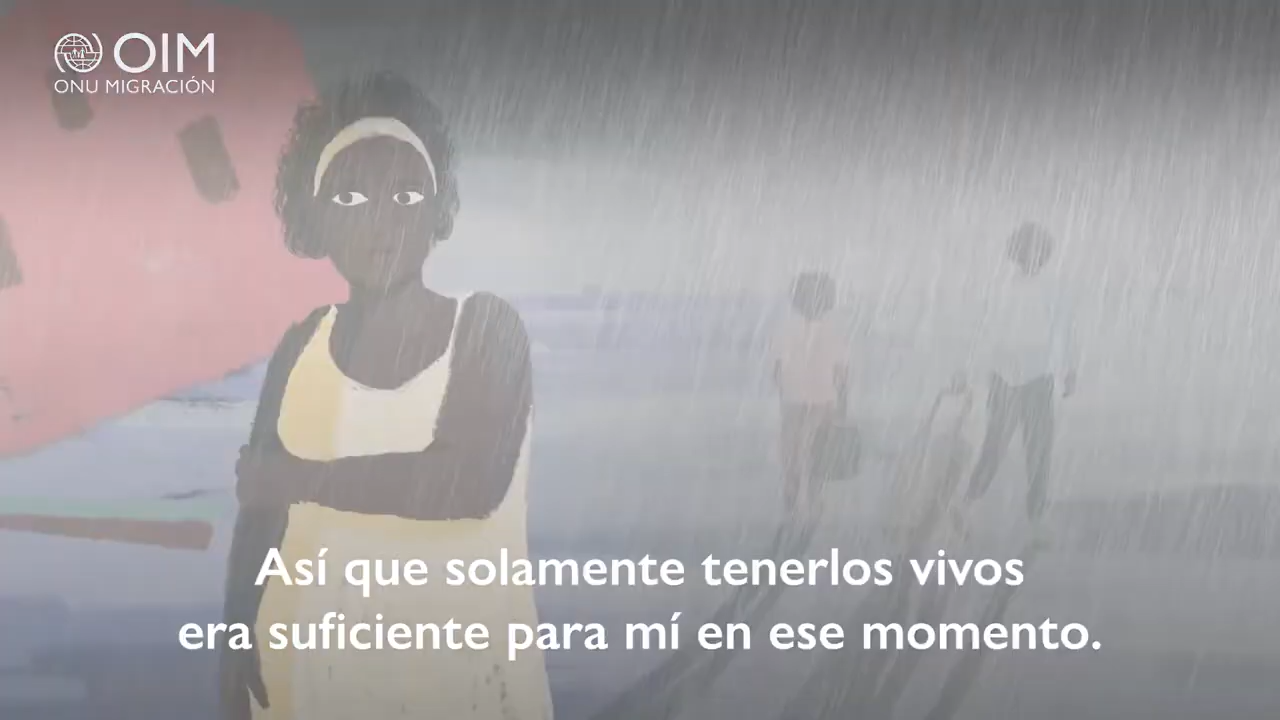 OIM
ONU MIGRACIÓN
Así que solamente tenerlos vivos
era suficiente para mí en ese momento.